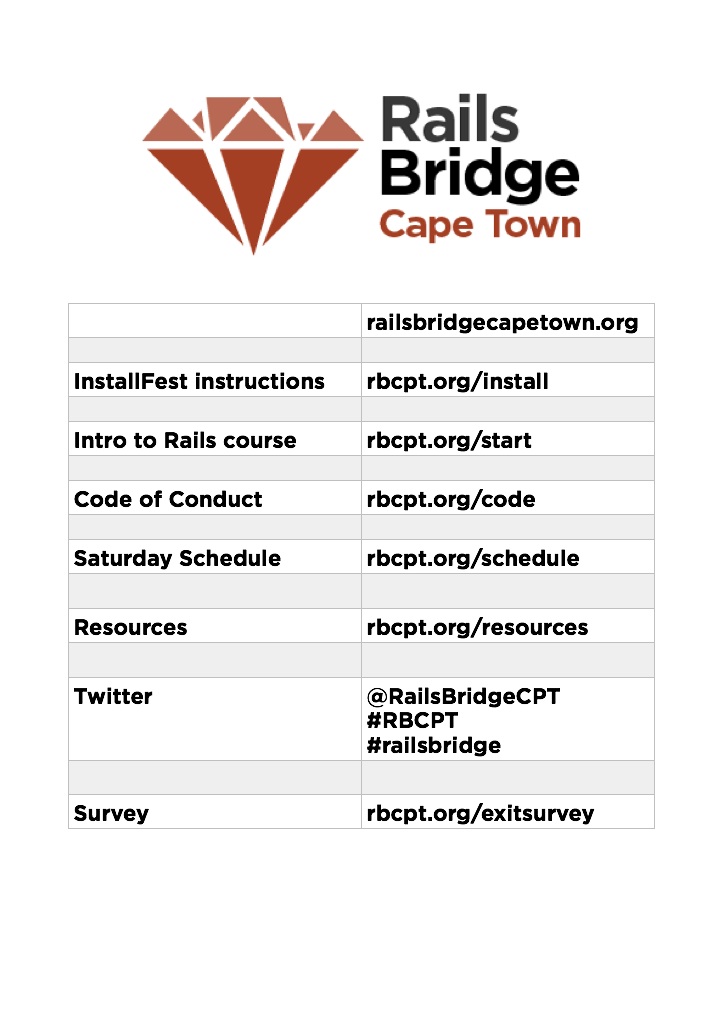 Rails
Bridge
Cape Town
railsbridgecapetown.org
InstallFest instructions rbcpt.org/install
Intro to Rails course rbcpt.org/start
Code of Conduct rbcpt.org/code
Saturday Schedule rbcpt.org/schedule
Resources rbcpt.org/resources
Twitter @RailsBridgeCPT
#RBCPT
#railsbridge
Survey rbcpt.org/exitsurvey